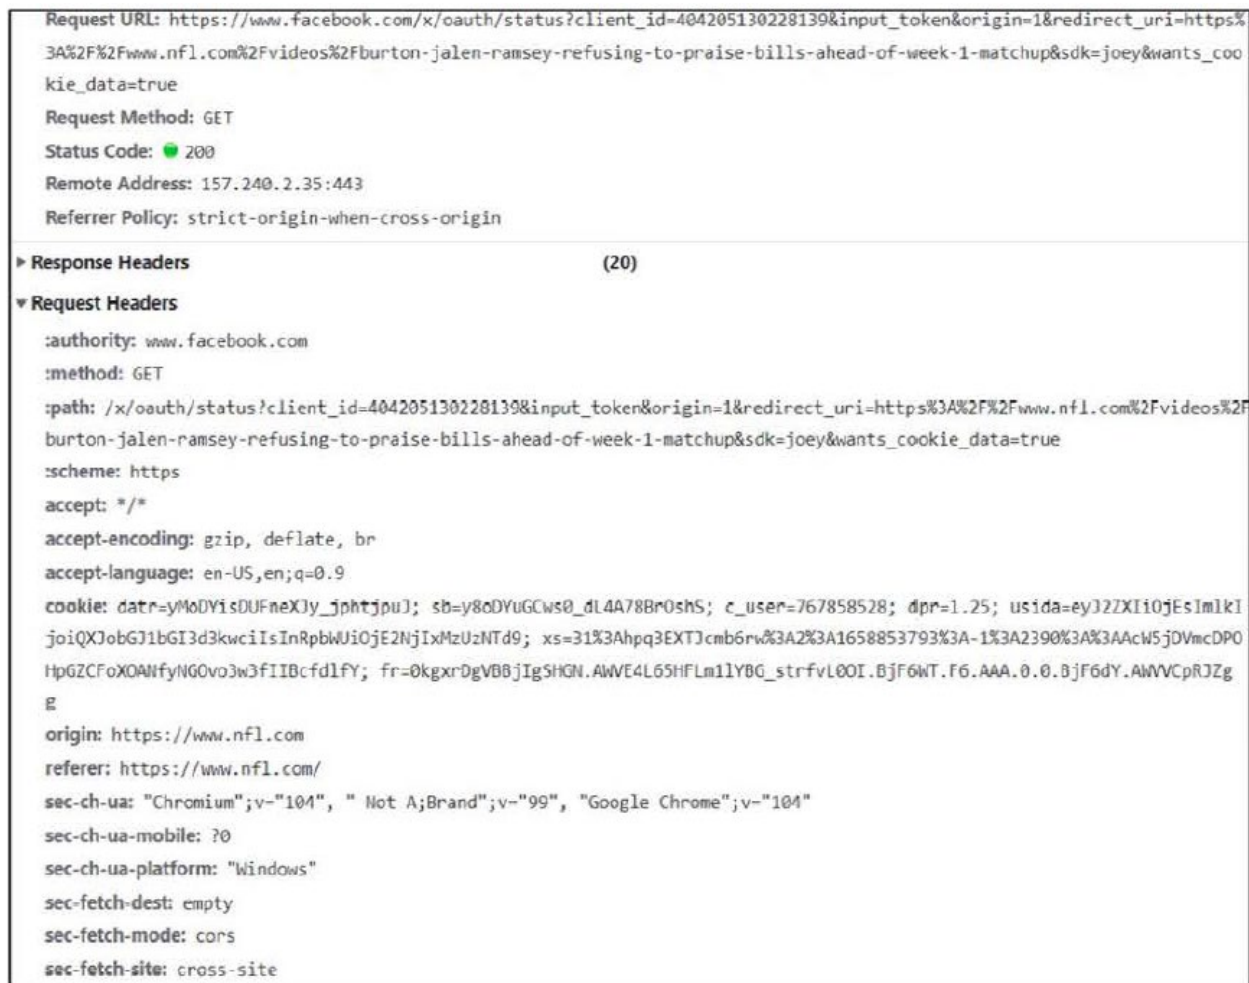 Request URL: https://www.facebook.com/x/oauth/status?client_id=404205130228139&input_token&origin=1&redirect_uri=https%
3A%2F%2Fwww.nfl.com%2Fvideos%2Fburton-jalen-ramsey-refusing-to-praise-bills-ahead-of-week-1-matchup&sdk=joey&wants_coo
kie_data=true
Request Method: GET
Status Code: 200
Remote Address: 157.240.2.35:443
Referrer Policy: strict-origin-when-cross-origin
Response Headers (20)
Request Headers
:authority: www.facebook.com
:method: GET
:path: /x/oauth/status?client_id=404205130228139&input_token&origin=1&redirect_uri=https%3A%2F%2Fwww.nfl.com%2Fvideos%2F
burton-jalen-ramsey-refusing-to-praise-bills-ahead-of-week-1-matchup&sdk=joey&wants_cookie_data=true
:scheme: https
accept: */*
accept-encoding: gzip, deflate, br
accept-language: en-US,en;q=0.9
cookie: datr=yMoDYisDUFneXJy_jphtjpuJ; sb=y8oDYuGCws0_dL4A78BrOshS; c_user=767858528; dpr=1.25; usida=eyJ2ZXIiOjEsImlkI
joiQXJobGJ1bGI3d3kwciIsInRpbWUiOjE2NjIxMzUzNTd9; xs=31%3Ahpq3EXTJcmb6rw%3A2%3A1658853793%3A-1%3A2390%3A%3AAcW5jDVmcDPO
HpGZCFoXOANfyNGOvo3w3fIIBcfdlfY; fr=0kgxrDgVBBjIgSHGN.AWVE4L65HFLm1lYBG_strfvL0OI.BjF6WT.F6.AAA.0.0.BjF6dY.AWVVCpRJZg
g
origin: https://www.nfl.com
referer: https://www.nfl.com/
sec-ch-ua: "Chromium";v="104", " Not A;Brand";v="99", "Google Chrome";v="104"
sec-ch-ua-mobile: ?0
sec-ch-ua-platform: "Windows"
sec-fetch-dest: empty
sec-fetch-mode: cors
sec-fetch-site: cross-site